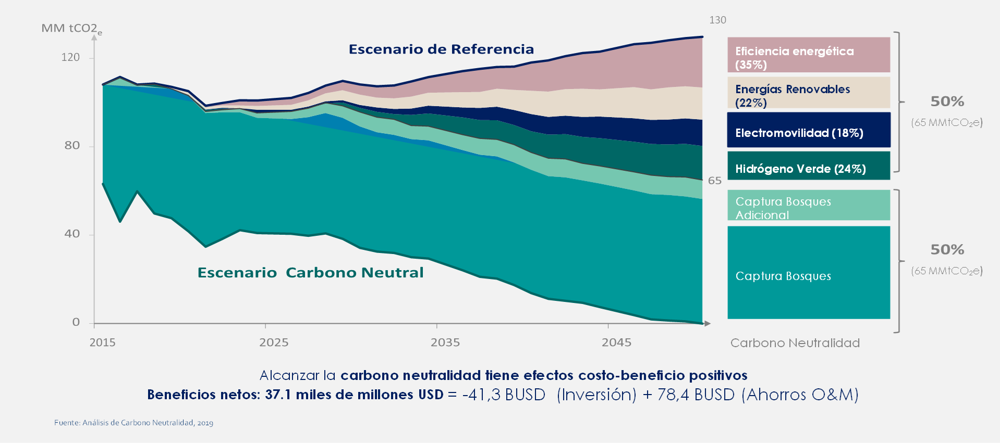 MM tCO2e
130
120
80
40
0
2015
2025
2035
2045
Escenario de Referencia
Escenario  Carbono Neutral
65
Eficiencia energética
(35%)
Energías Renovables
(22%)
Electromovilidad (18%)
Hidrógeno Verde (24%)
Captura Bosques
Adicional
Captura Bosques
Carbono Neutralidad
50%
(65 MMtCO₂e)
50%
(65 MMtCO₂e)
Alcanzar la carbono neutralidad tiene efectos costo-beneficio positivos
Beneficios netos: 37.1 miles de millones USD = -41,3 BUSD  (Inversión) + 78,4 BUSD (Ahorros O&M)
Fuente: Análisis de Carbono Neutralidad, 2019